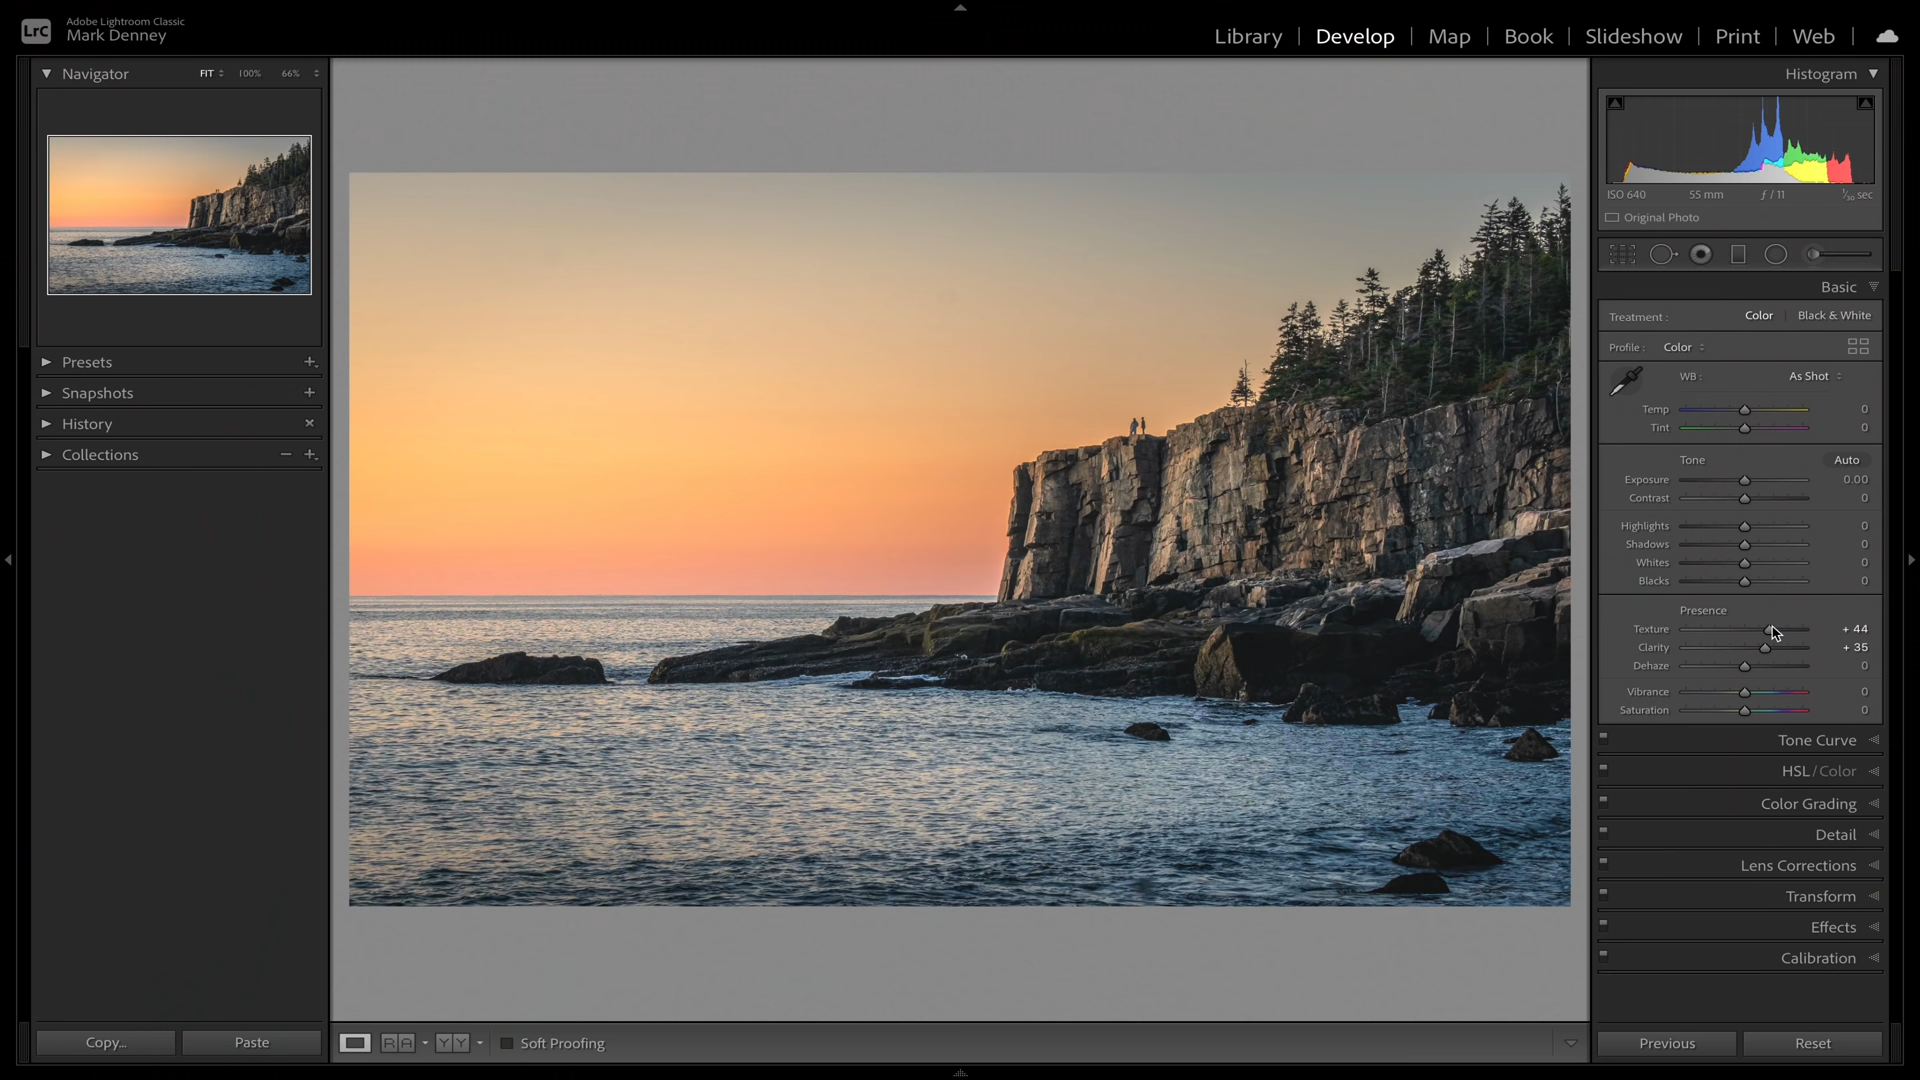 LrC
Adobe Lightroom Classic
Mark Denney
Library | Develop | Map | Book | Slideshow | Print | Web |
Navigator FIT 100% 66%
Presets
Snapshots
History
Collections
Copy... Paste
R A Y Y Soft Proofing
Histogram
ISO 640 55 mm ƒ / 11 1/30 sec
Original Photo
Basic
Treatment : Color | Black & White
Profile : Color
WB : As Shot
Temp 0
Tint 0
Tone Auto
Exposure 0.00
Contrast 0
Highlights 0
Shadows 0
Whites 0
Blacks 0
Presence
Texture + 44
Clarity + 35
Dehaze 0
Vibrance 0
Saturation 0
Tone Curve
HSL / Color
Color Grading
Detail
Lens Corrections
Transform
Effects
Calibration
Previous Reset